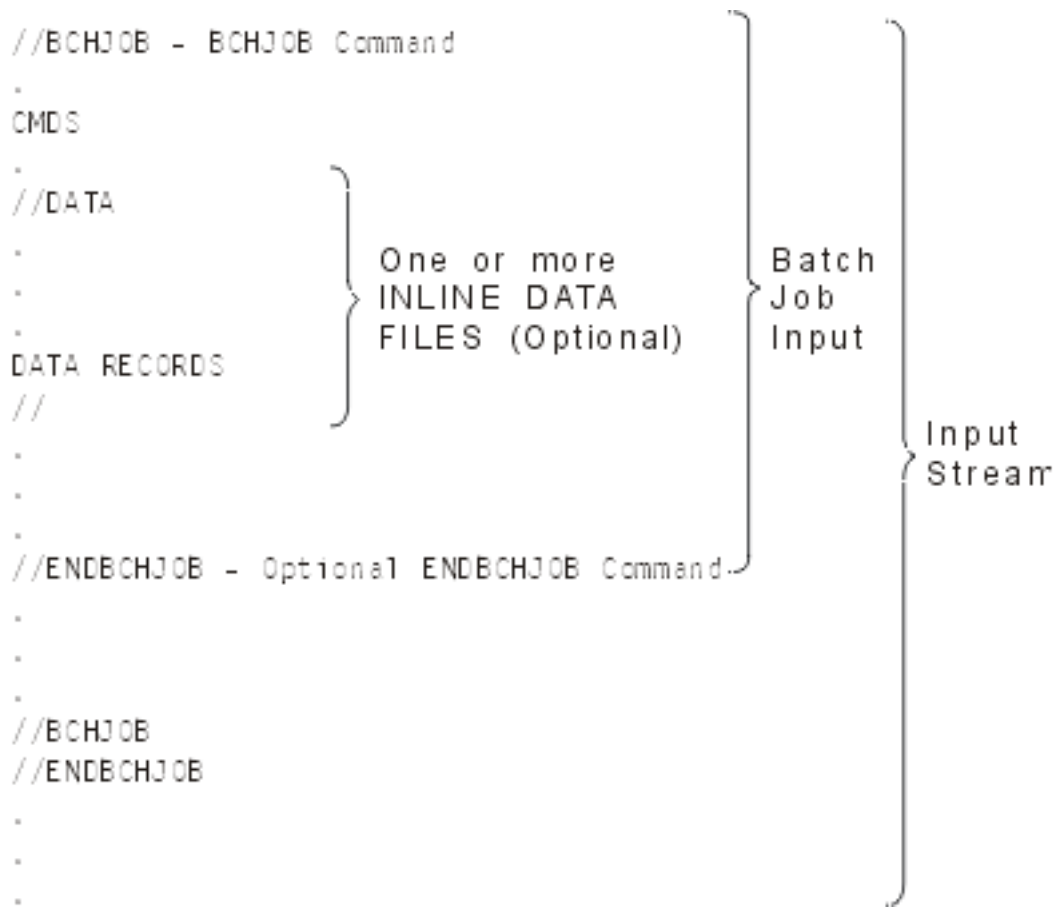 //BCHJOB - BCHJOB Command
.
CMDS
.
//DATA
.
.
.
DATA RECORDS
//
One or more
INLINE DATA
FILES (Optional)
Batch
Job
Input
.
.
.
//ENDBCHJOB - Optional ENDBCHJOB Command
.
.
.
//BCHJOB
//ENDBCHJOB
.
.
.
Input
Stream